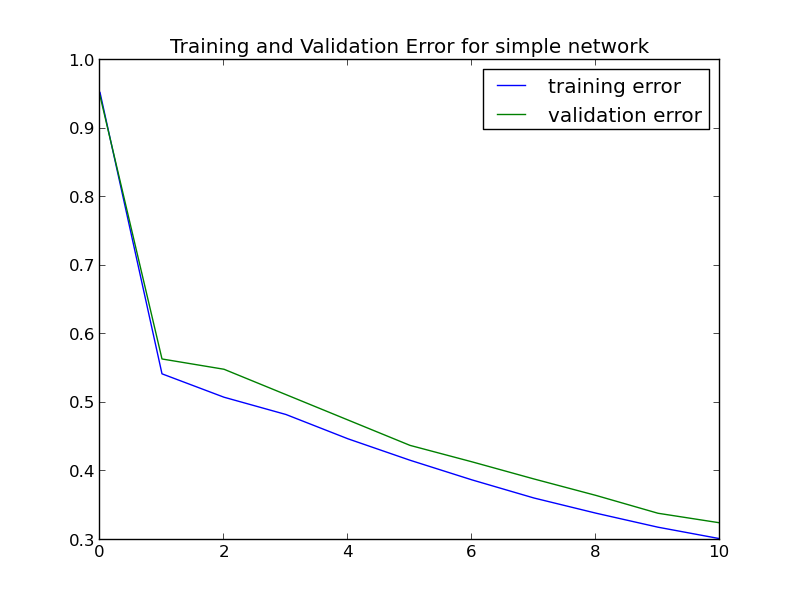 Training and Validation Error for simple network
training error
validation error
1.0
0.9
0.8
0.7
0.6
0.5
0.4
0.3
0 2 4 6 8 10